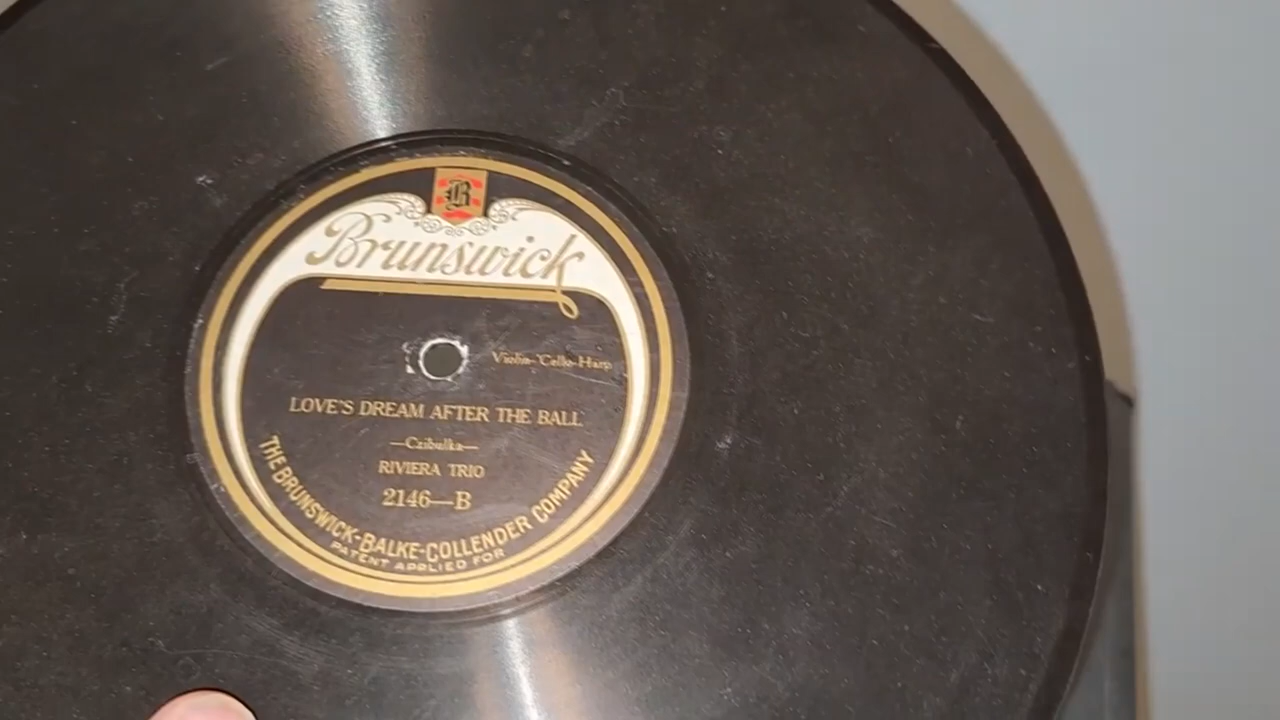 B
Brunswick
Violin-'Cello-Harp
LOVE'S DREAM AFTER THE BALL
—Czibulka—
RIVIERA TRIO
2146—B
THE BRUNSWICK-BALKE-COLLENDER COMPANY
PATENT APPLIED FOR